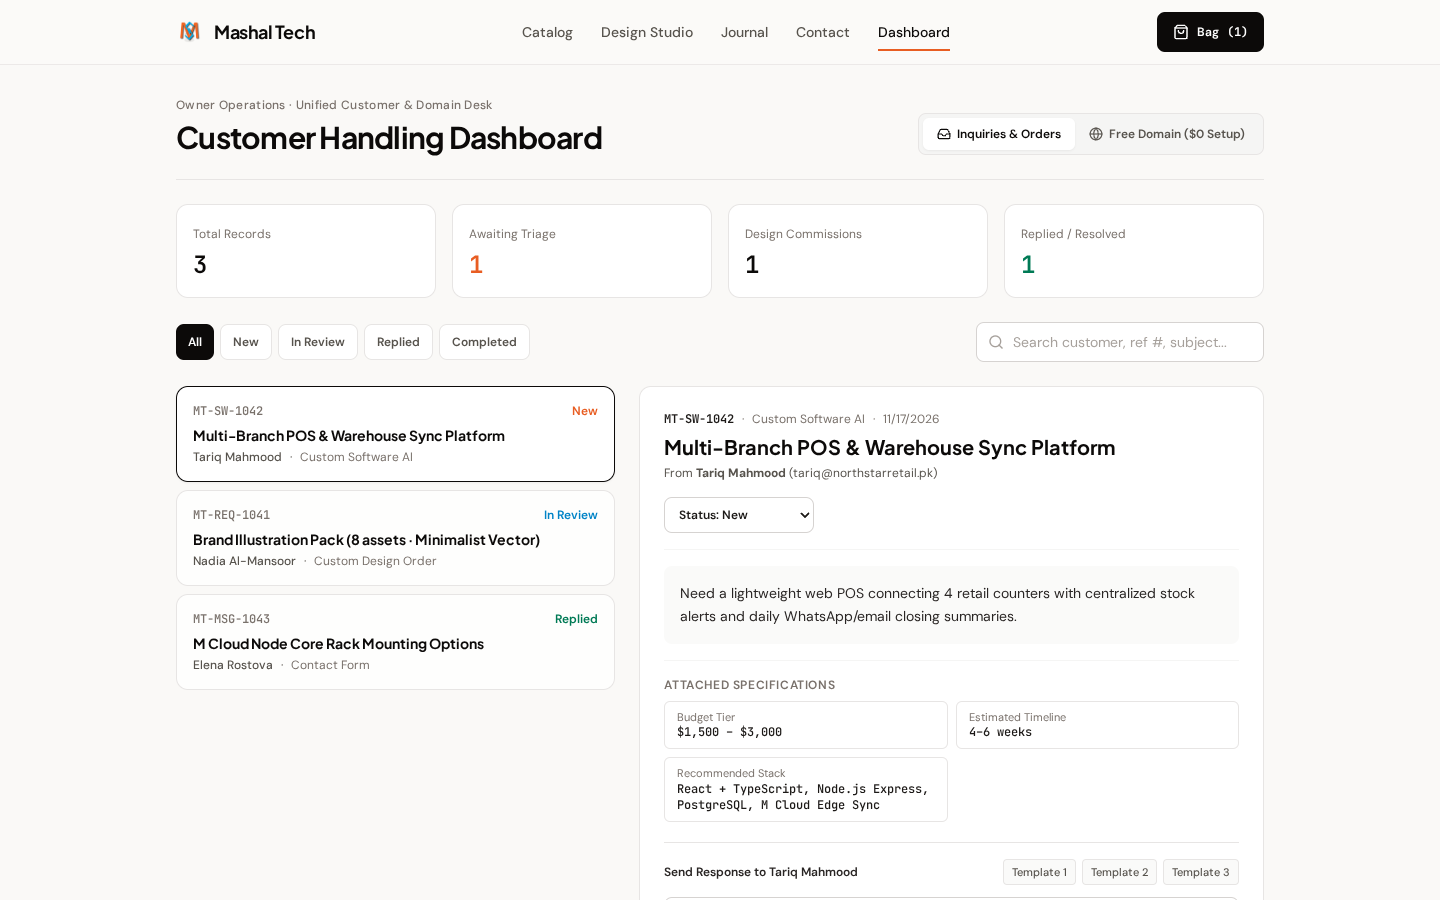 Mashal Tech
Catalog
Design Studio
Journal
Contact
Dashboard
Bag (1)
Owner Operations · Unified Customer & Domain Desk
Customer Handling Dashboard
Inquiries & Orders
Free Domain ($0 Setup)
Total Records
3
Awaiting Triage
1
Design Commissions
1
Replied / Resolved
1
All
New
In Review
Replied
Completed
Search customer, ref #, subject...
MT-SW-1042
New
Multi-Branch POS & Warehouse Sync Platform
Tariq Mahmood · Custom Software AI
MT-REQ-1041
In Review
Brand Illustration Pack (8 assets · Minimalist Vector)
Nadia Al-Mansoor · Custom Design Order
MT-MSG-1043
Replied
M Cloud Node Core Rack Mounting Options
Elena Rostova · Contact Form
MT-SW-1042 · Custom Software AI · 11/17/2026
Multi-Branch POS & Warehouse Sync Platform
From Tariq Mahmood (tariq@northstarretail.pk)
Status: New
Need a lightweight web POS connecting 4 retail counters with centralized stock
alerts and daily WhatsApp/email closing summaries.
ATTACHED SPECIFICATIONS
Budget Tier
$1,500 – $3,000
Estimated Timeline
4–6 weeks
Recommended Stack
React + TypeScript, Node.js Express,
PostgreSQL, M Cloud Edge Sync
Send Response to Tariq Mahmood
Template 1
Template 2
Template 3